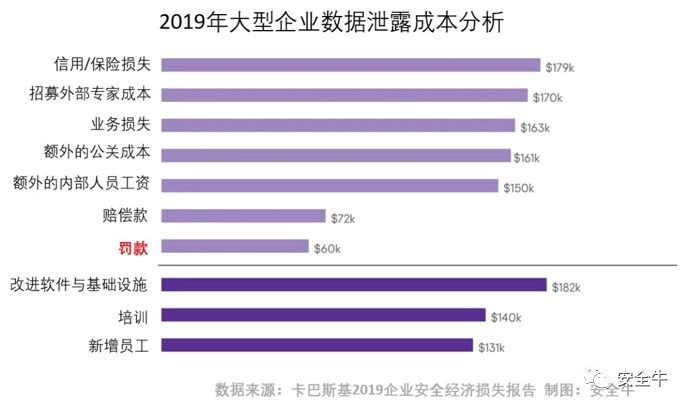 2019年大型企业数据泄露成本分析
信用/保险损失 $179k
招募外部专家成本 $170k
业务损失 $163k
额外的公关成本 $161k
额外的内部人员工资 $150k
赔偿款 $72k
罚款 $60k
改进软件与基础设施 $182k
培训 $140k
新增员工 $131k
数据来源：卡巴斯基2019企业安全经济损失报告 制图：安全牛
安全牛